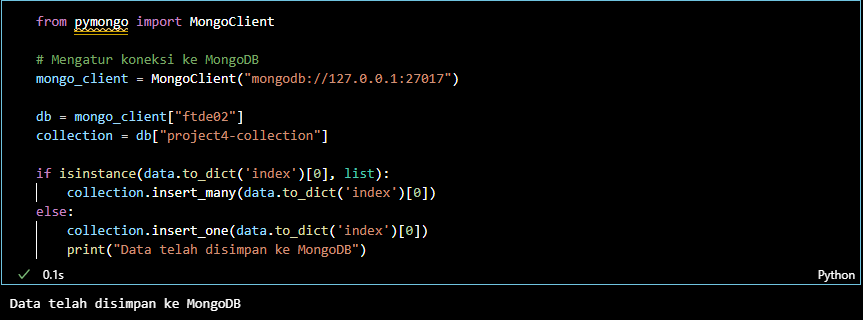 from pymongo import MongoClient
# Mengatur koneksi ke MongoDB
mongo_client = MongoClient("mongodb://127.0.0.1:27017")
db = mongo_client["ftde02"]
collection = db["project4-collection"]
if isinstance(data.to_dict('index')[0], list):
    collection.insert_many(data.to_dict('index')[0])
else:
    collection.insert_one(data.to_dict('index')[0])
    print("Data telah disimpan ke MongoDB")
0.1s Python
Data telah disimpan ke MongoDB